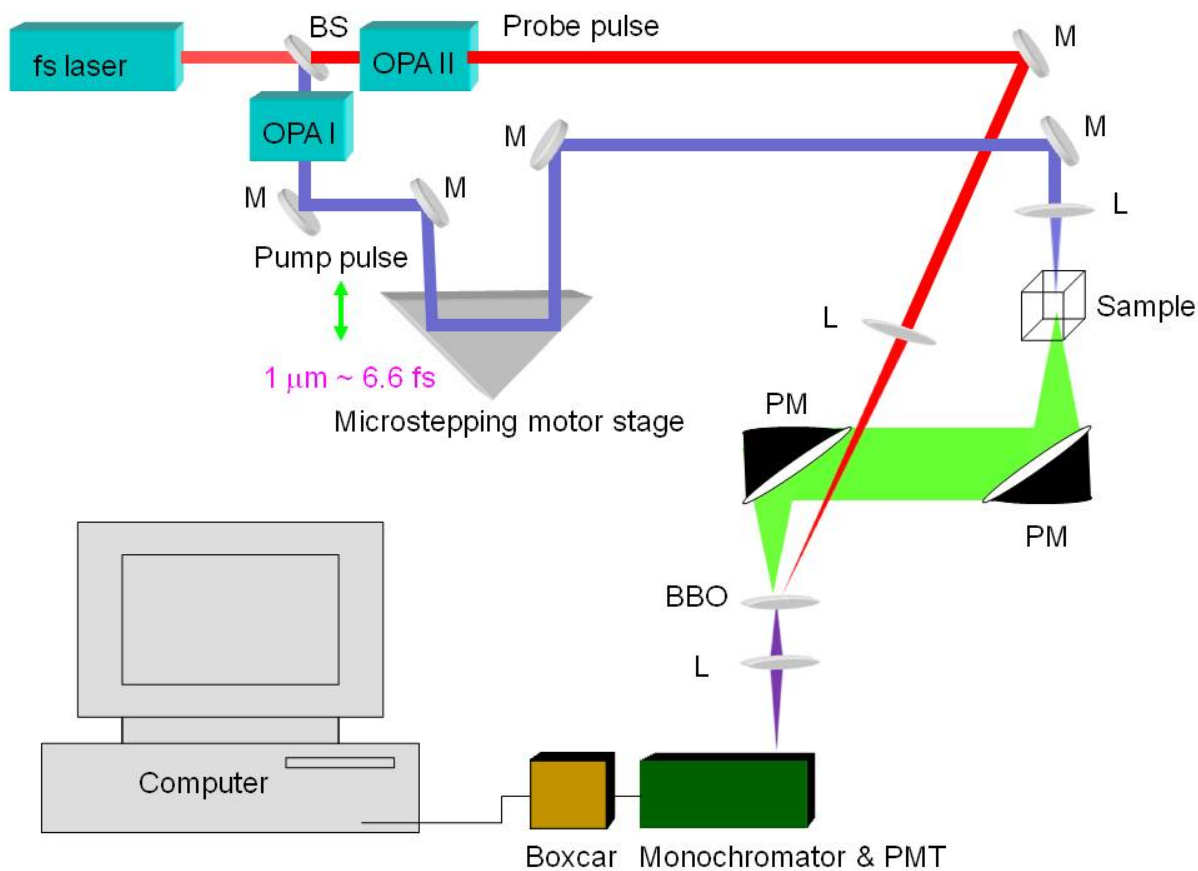 BS
Probe pulse
M
fs laser
OPA II
OPA I
M
M
M
M
L
Pump pulse
Sample
L
1 μm ~ 6.6 fs
PM
Microstepping motor stage
PM
BBO
L
Computer
Boxcar
Monochromator & PMT